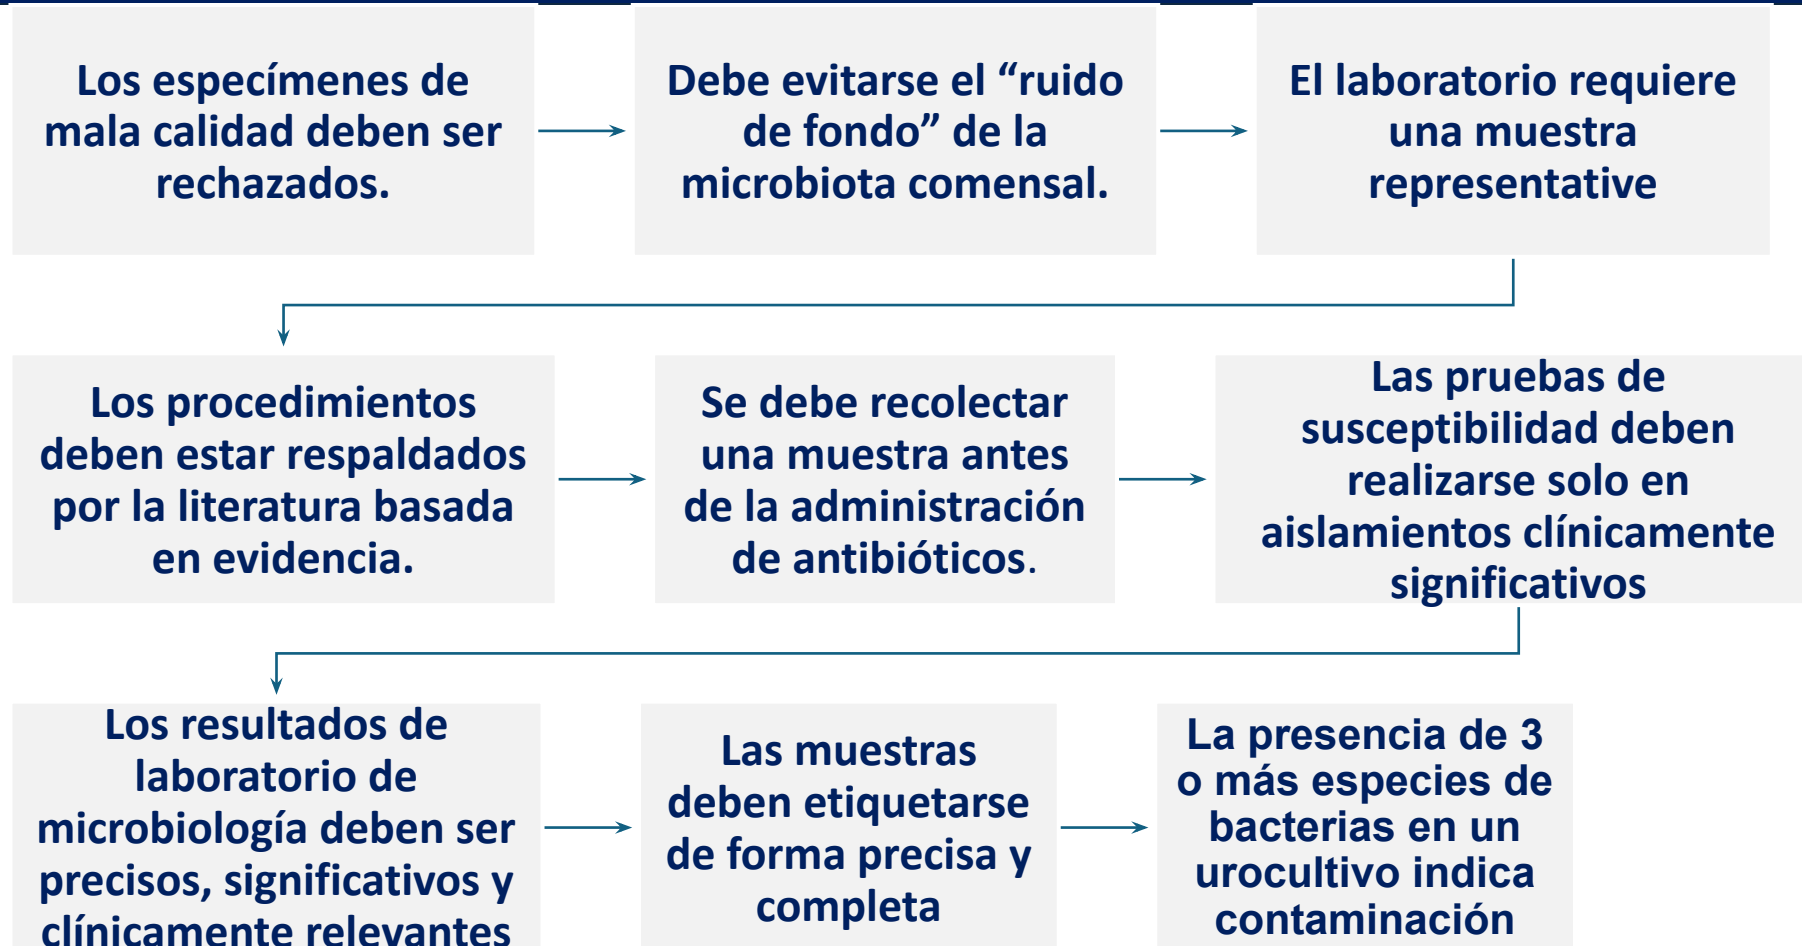 Los especímenes de
mala calidad deben ser
rechazados.
Debe evitarse el “ruido
de fondo” de la
microbiota comensal.
El laboratorio requiere
una muestra
representative
Los procedimientos
deben estar respaldados
por la literatura basada
en evidencia.
Se debe recolectar
una muestra antes
de la administración
de antibióticos.
Las pruebas de
susceptibilidad deben
realizarse solo en
aislamientos clínicamente
significativos
Los resultados de
laboratorio de
microbiología deben ser
precisos, significativos y
clínicamente relevantes
Las muestras
deben etiquetarse
de forma precisa y
completa
La presencia de 3
o más especies de
bacterias en un
urocultivo indica
contaminación